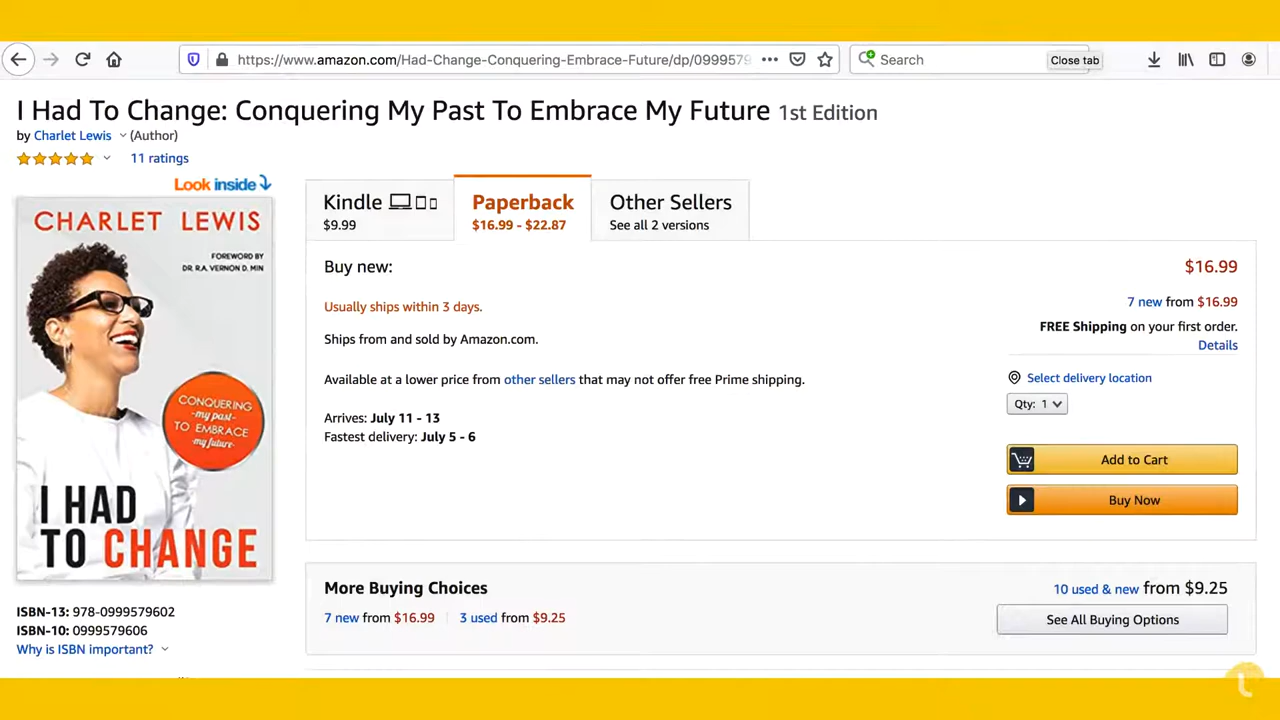 https://www.amazon.com/Had-Change-Conquering-Embrace-Future/dp/0999579
Search
Close tab
I Had To Change: Conquering My Past To Embrace My Future 1st Edition
by Charlet Lewis (Author)
11 ratings
Look inside
CHARLET LEWIS
FOREWORD BY
DR. R.A. VERNON D. MIN
CONQUERING
-my past-
TO EMBRACE
-my future-
I HAD
TO CHANGE
ISBN-13: 978-0999579602
ISBN-10: 0999579606
Why is ISBN important?
Kindle
$9.99
Paperback
$16.99 - $22.87
Other Sellers
See all 2 versions
Buy new:
$16.99
Usually ships within 3 days.
7 new from $16.99
Ships from and sold by Amazon.com.
FREE Shipping on your first order.
Details
Available at a lower price from other sellers that may not offer free Prime shipping.
Select delivery location
Arrives: July 11 - 13
Fastest delivery: July 5 - 6
Qty: 1
Add to Cart
Buy Now
More Buying Choices
10 used & new from $9.25
7 new from $16.99
3 used from $9.25
See All Buying Options